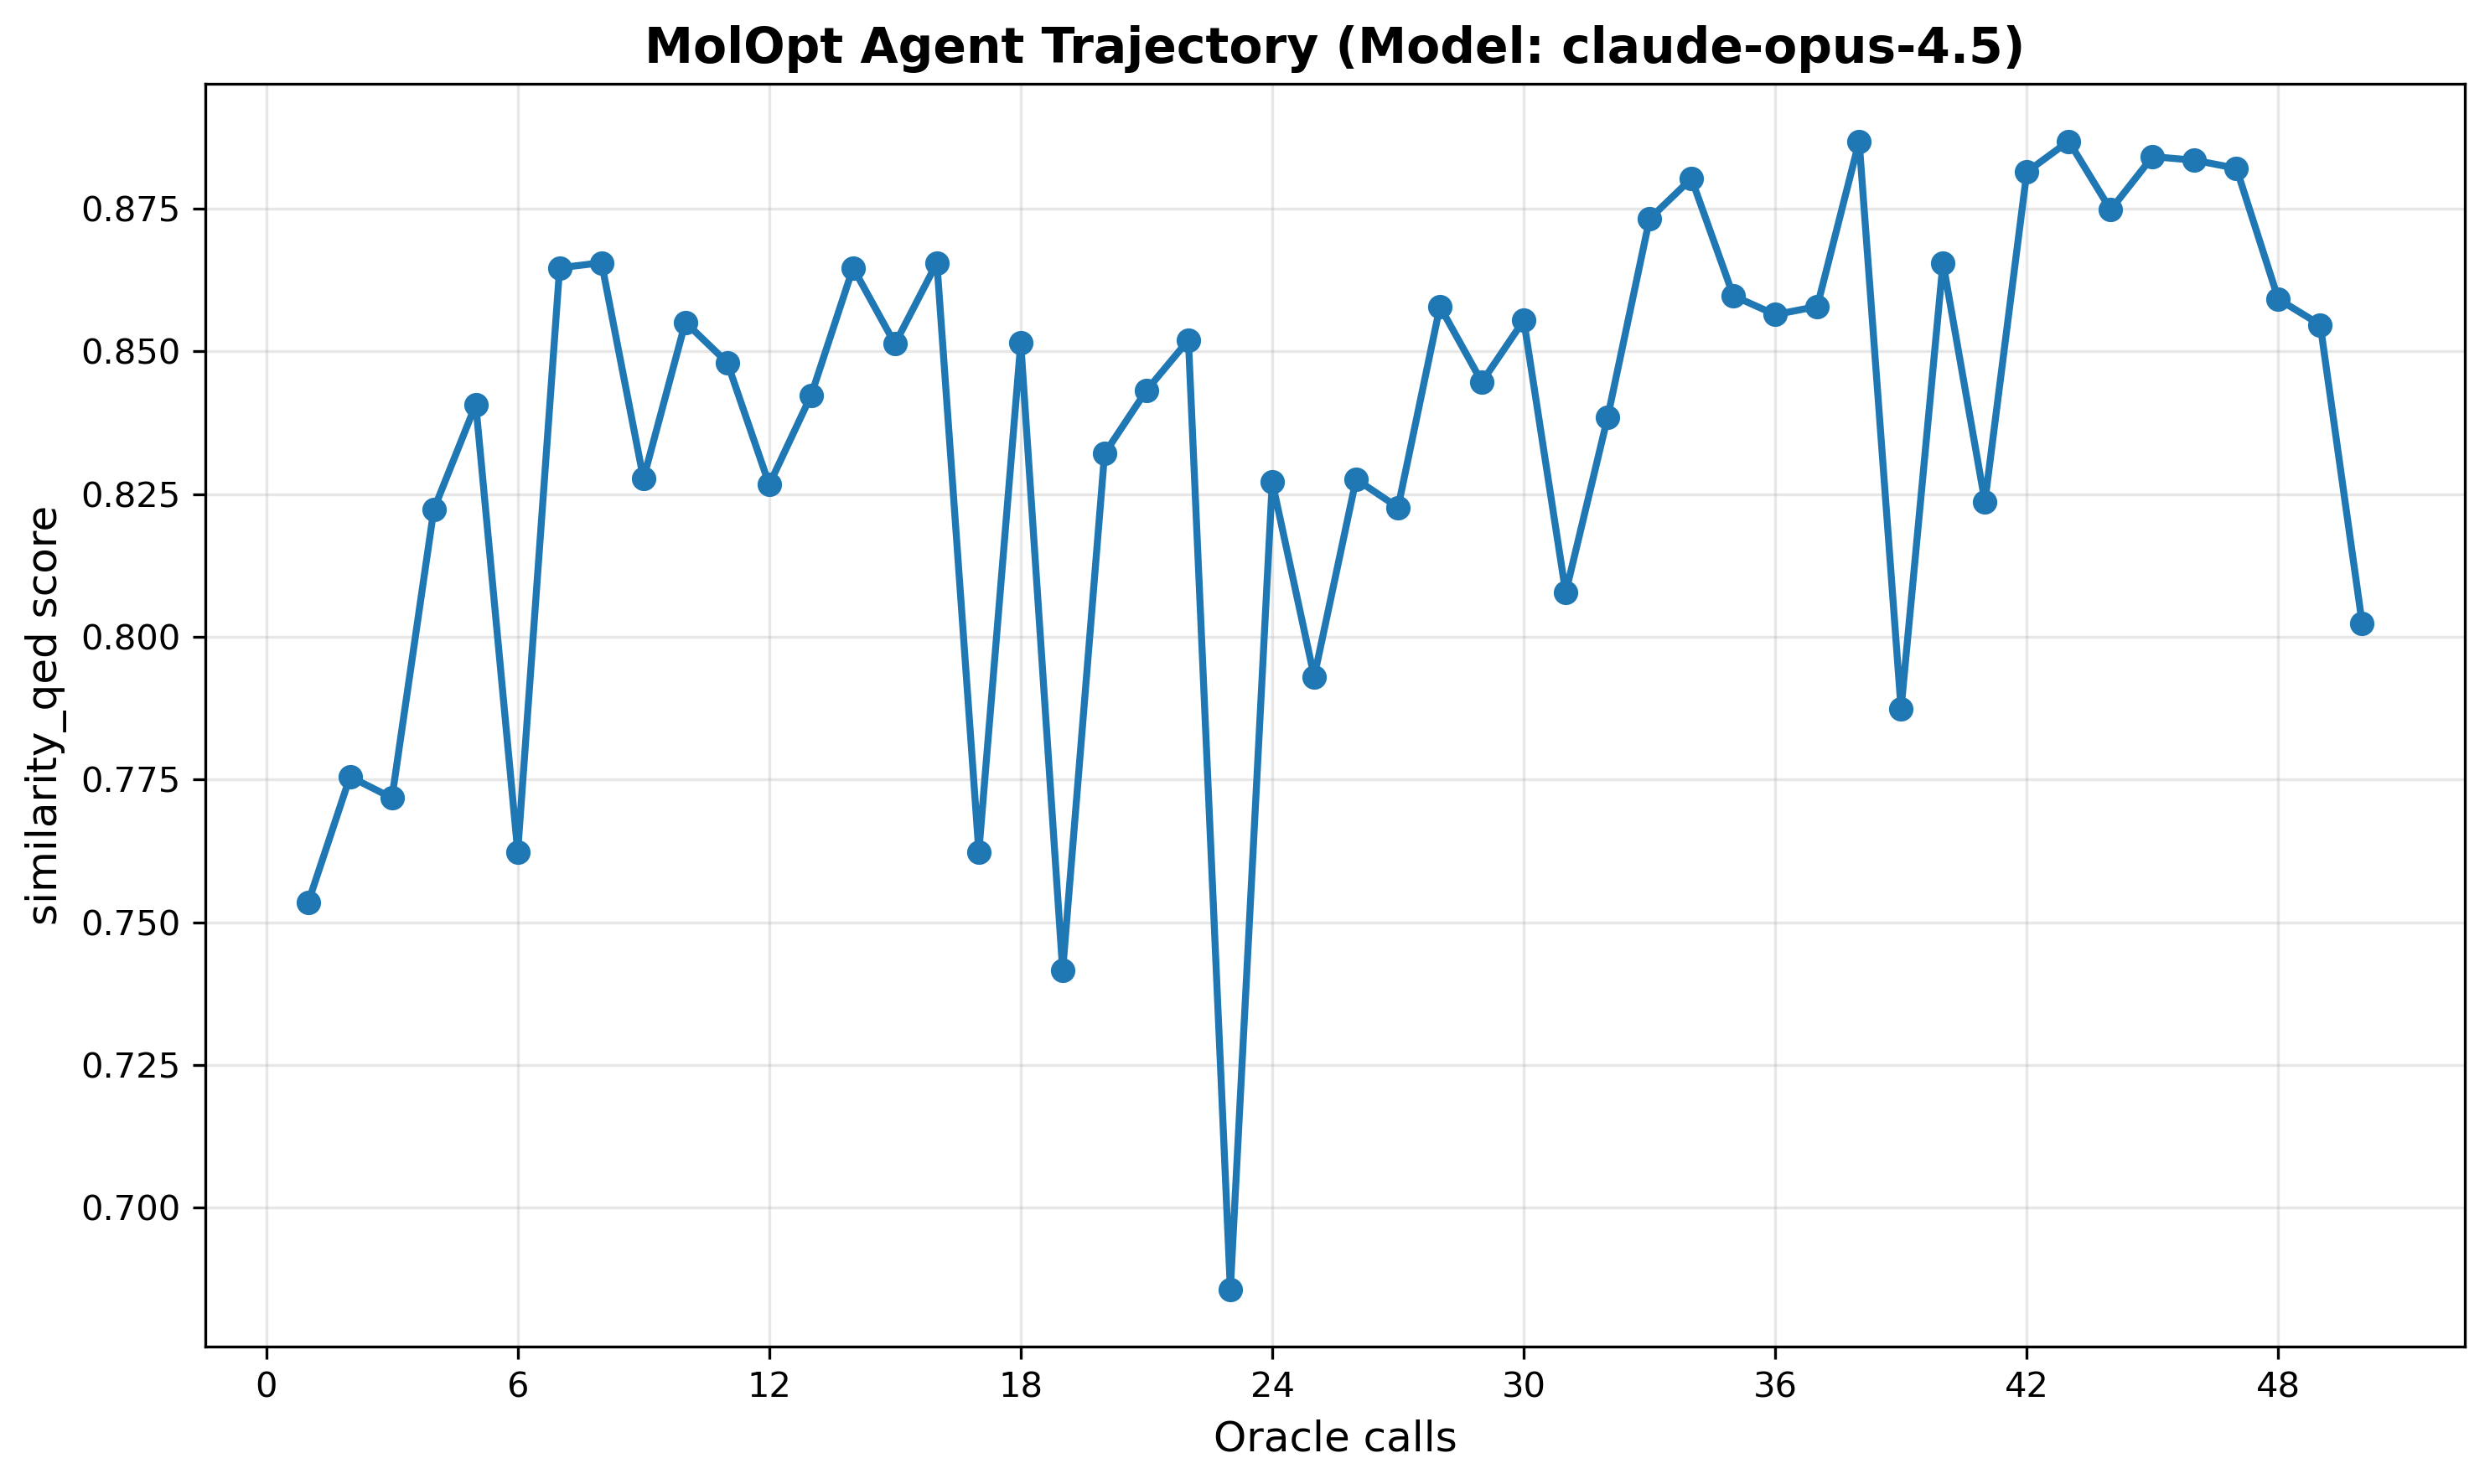 MolOpt Agent Trajectory (Model: claude-opus-4.5)
similarity_qed score
0.875
0.850
0.825
0.800
0.775
0.750
0.725
0.700
0 6 12 18 24 30 36 42 48
Oracle calls